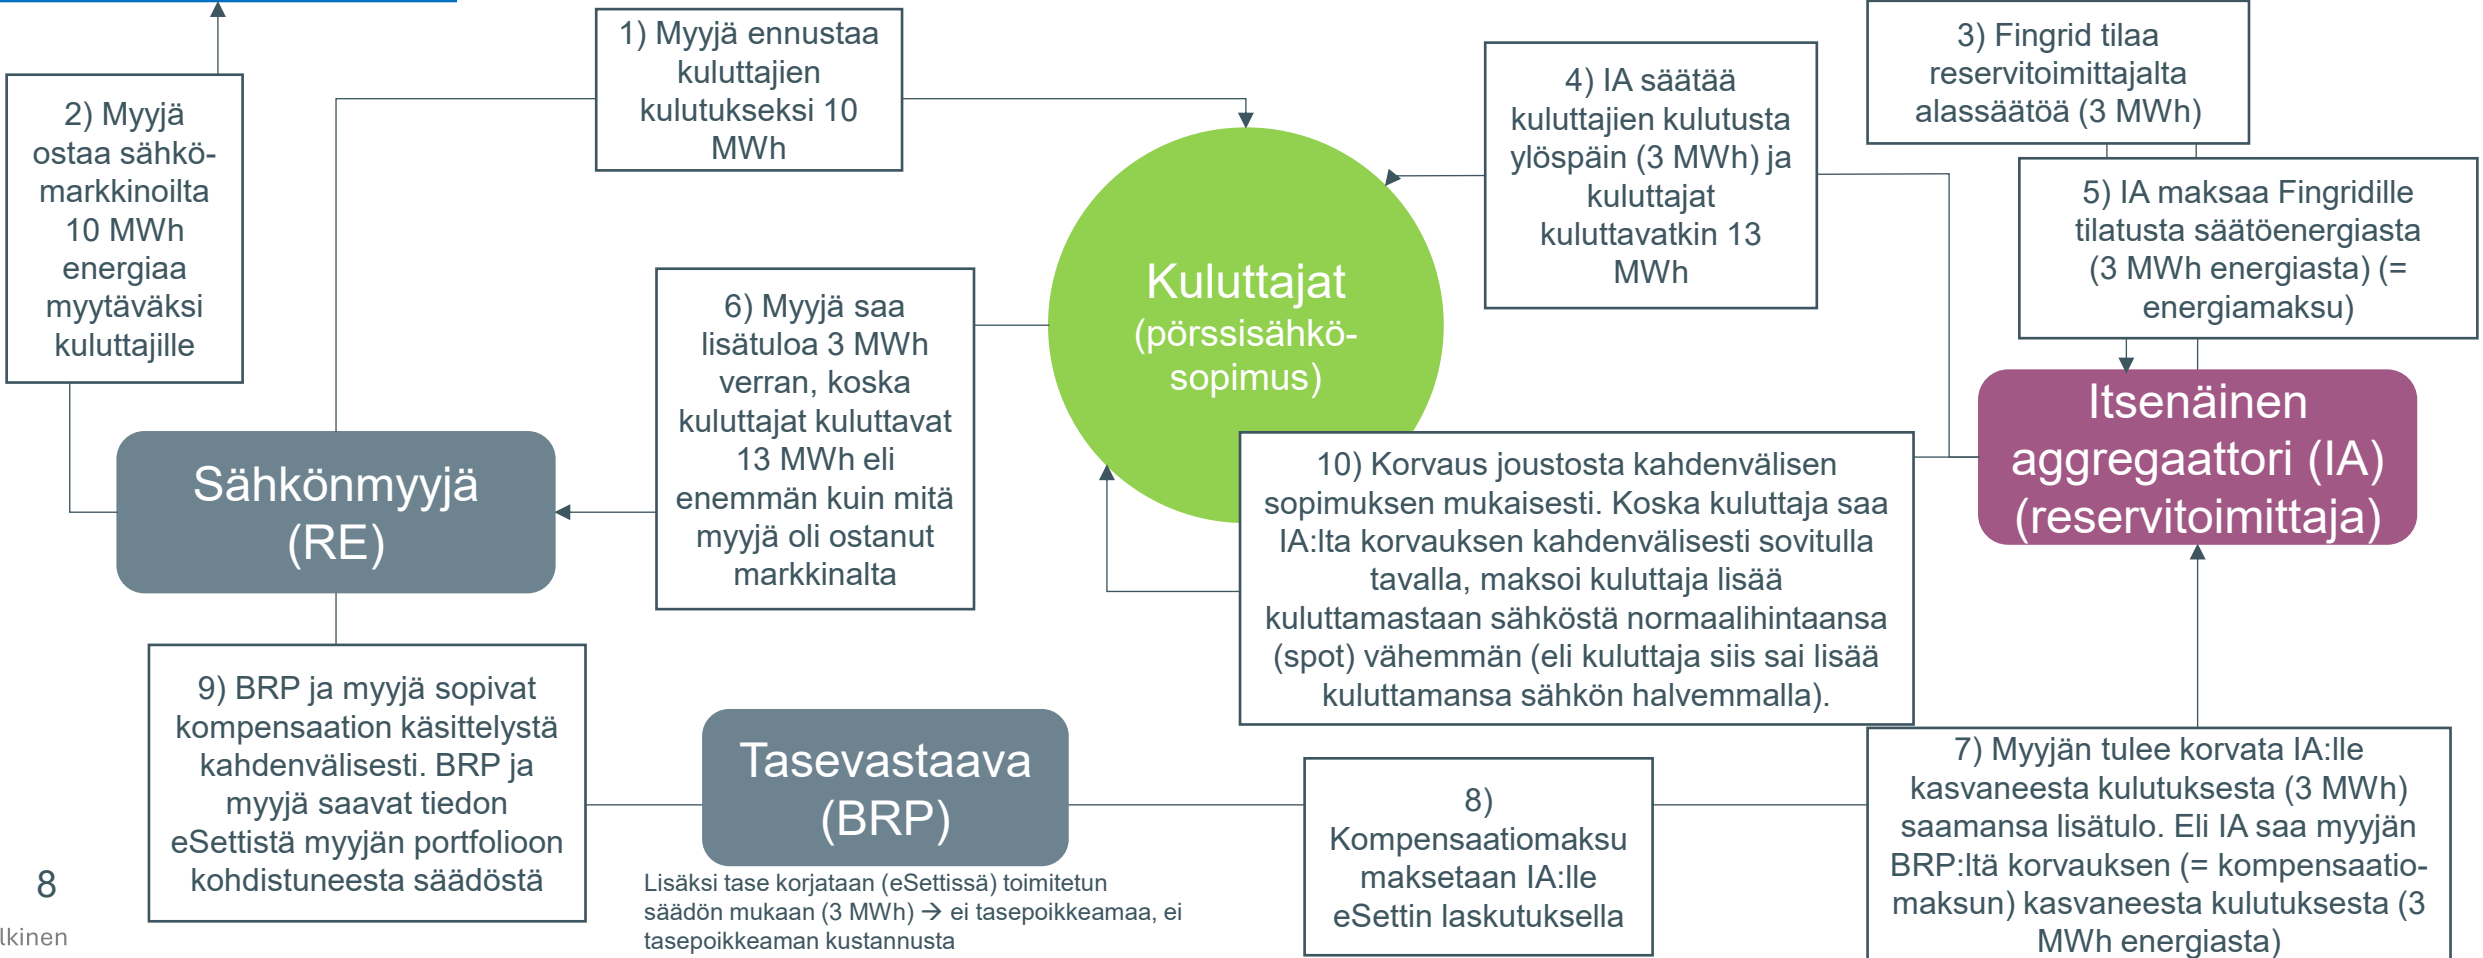 1) Myyjä ennustaa
kuluttajien
kulutukseksi 10
MWh
2) Myyjä
ostaa sähkö-
markkinoilta
10 MWh
energiaa
myytäväksi
kuluttajille
3) Fingrid tilaa
reservitoimittajalta
alassäätöä (3 MWh)
4) IA säätää
kuluttajien kulutusta
ylöspäin (3 MWh) ja
kuluttajat
kuluttavatkin 13
MWh
5) IA maksaa Fingridille
tilatusta säätöenergiasta
(3 MWh energiasta) (=
energiamaksu)
6) Myyjä saa
lisätuloa 3 MWh
verran, koska
kuluttajat kuluttavat
13 MWh eli
enemmän kuin mitä
myyjä oli ostanut
markkinalta
Kuluttajat
(pörssisähkö-
sopimus)
Sähkönmyyjä
(RE)
Itsenäinen
aggregaattori (IA)
(reservitoimittaja)
10) Korvaus joustosta kahdenvälisen
sopimuksen mukaisesti. Koska kuluttaja saa
IA:lta korvauksen kahdenvälisesti sovitulla
tavalla, maksoi kuluttaja lisää
kuluttamastaan sähköstä normaalihintaansa
(spot) vähemmän (eli kuluttaja siis sai lisää
kuluttamansa sähkön halvemmalla).
9) BRP ja myyjä sopivat
kompensaation käsittelystä
kahdenvälisesti. BRP ja
myyjä saavat tiedon
eSettistä myyjän portfolioon
kohdistuneesta säädöstä
Tasevastaava
(BRP)
8)
Kompensaatiomaksu
maksetaan IA:lle
eSettin laskutuksella
7) Myyjän tulee korvata IA:lle
kasvaneesta kulutuksesta (3 MWh)
saamansa lisätulo. Eli IA saa myyjän
BRP:ltä korvauksen (= kompensaatio-
maksun) kasvaneesta kulutuksesta (3
MWh energiasta)
Lisäksi tase korjataan (eSettissä) toimitetun
säädön mukaan (3 MWh) → ei tasepoikkeamaa, ei
tasepoikkeaman kustannusta
8
lkinen